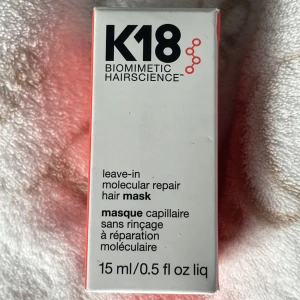 K18
BIOMIMETIC
HAIRSCIENCE™
leave-in
molecular repair
hair mask
masque capillaire
sans rinçage
à réparation
moléculaire
15 ml/0.5 fl oz liq